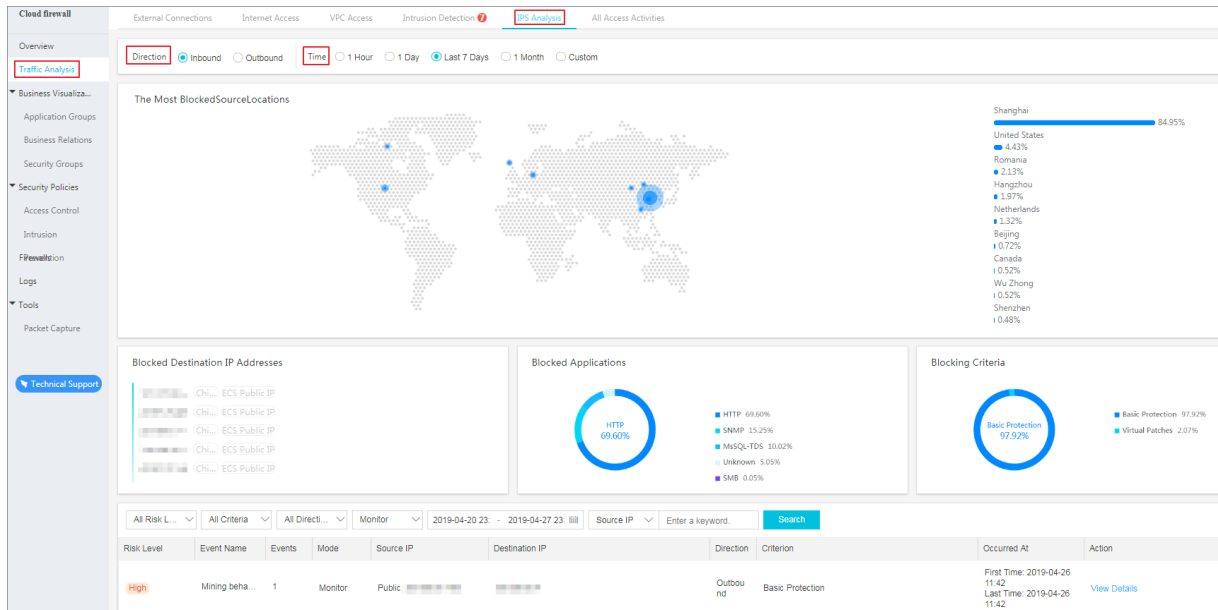 Cloud firewall
External Connections Internet Access VPC Access Intrusion Detection IPS Analysis All Access Activities
Overview
Traffic Analysis
Business Visualiza...
Application Groups
Business Relations
Security Groups
Security Policies
Access Control
Intrusion
Firewalls
Logs
Tools
Packet Capture
Technical Support
Direction Inbound Outbound Time 1 Hour 1 Day Last 7 Days 1 Month Custom
The Most BlockedSourceLocations
Shanghai
84.95%
United States
4.43%
Romania
2.13%
Hangzhou
1.97%
Netherlands
1.32%
Beijing
0.72%
Canada
0.52%
Wu Zhong
0.52%
Shenzhen
0.48%
Blocked Destination IP Addresses
Chi... ECS Public IP
Chi... ECS Public IP
Chi... ECS Public IP
Chi... ECS Public IP
Chi... ECS Public IP
Blocked Applications
HTTP
69.60%
HTTP 69.60%
SNMP 15.25%
MsSQL-TDS 10.02%
Unknown 5.05%
SMB 0.05%
Blocking Criteria
Basic Protection
97.92%
Basic Protection 97.92%
Virtual Patches 2.07%
All Risk L... All Criteria All Directi... Monitor 2019-04-20 23: - 2019-04-27 23 Source IP Enter a keyword. Search
Risk Level Event Name Events Mode Source IP Destination IP Direction Criterion Occurred At Action
High Mining beha... 1 Monitor Public Outbou
nd Basic Protection First Time: 2019-04-26
11:42
Last Time: 2019-04-26
11:42 View Details